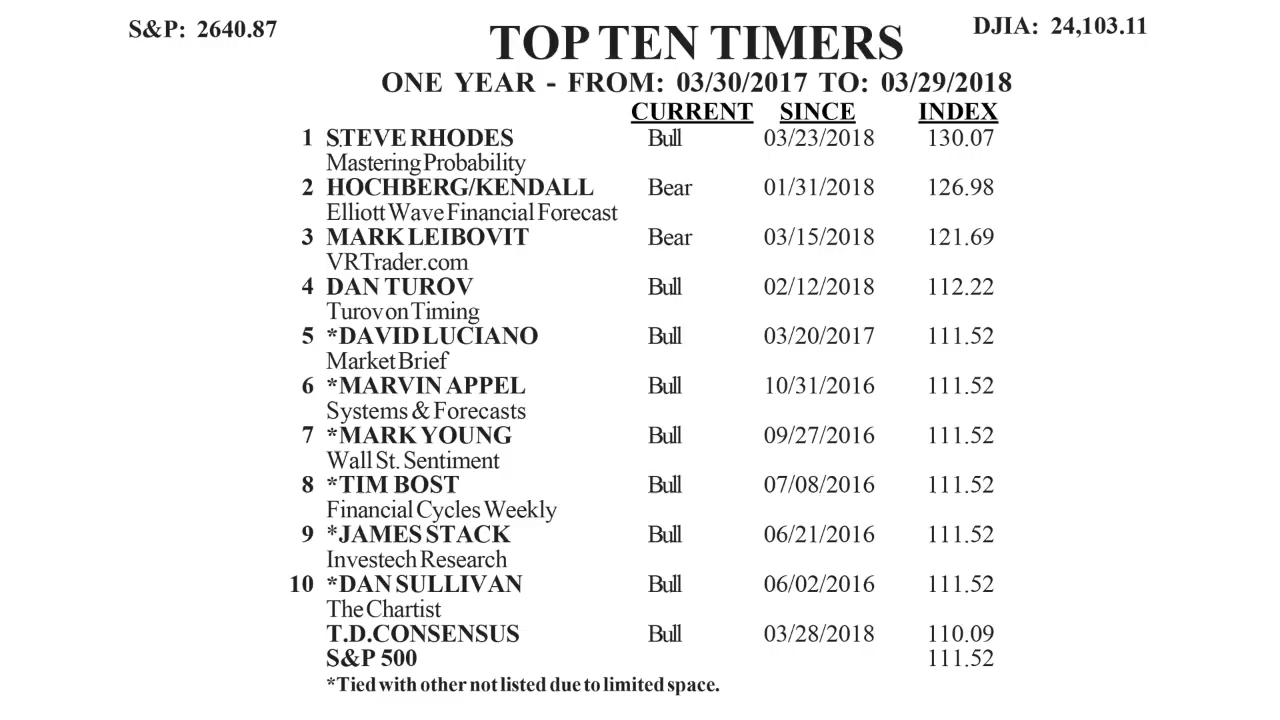 S&P: 2640.87
TOP TEN TIMERS
DJIA: 24,103.11
ONE YEAR - FROM: 03/30/2017 TO: 03/29/2018
CURRENT SINCE INDEX
1 STEVE RHODES Bull 03/23/2018 130.07
Mastering Probability
2 HOCHBERG/KENDALL Bear 01/31/2018 126.98
Elliott Wave Financial Forecast
3 MARK LEIBOVIT Bear 03/15/2018 121.69
VRTrader.com
4 DAN TUROV Bull 02/12/2018 112.22
Turov on Timing
5 *DAVID LUCIANO Bull 03/20/2017 111.52
Market Brief
6 *MARVIN APPEL Bull 10/31/2016 111.52
Systems & Forecasts
7 *MARK YOUNG Bull 09/27/2016 111.52
Wall St. Sentiment
8 *TIM BOST Bull 07/08/2016 111.52
Financial Cycles Weekly
9 *JAMES STACK Bull 06/21/2016 111.52
Investech Research
10 *DAN SULLIVAN Bull 06/02/2016 111.52
The Chartist
T.D.CONSENSUS Bull 03/28/2018 110.09
S&P 500 111.52
*Tied with other not listed due to limited space.